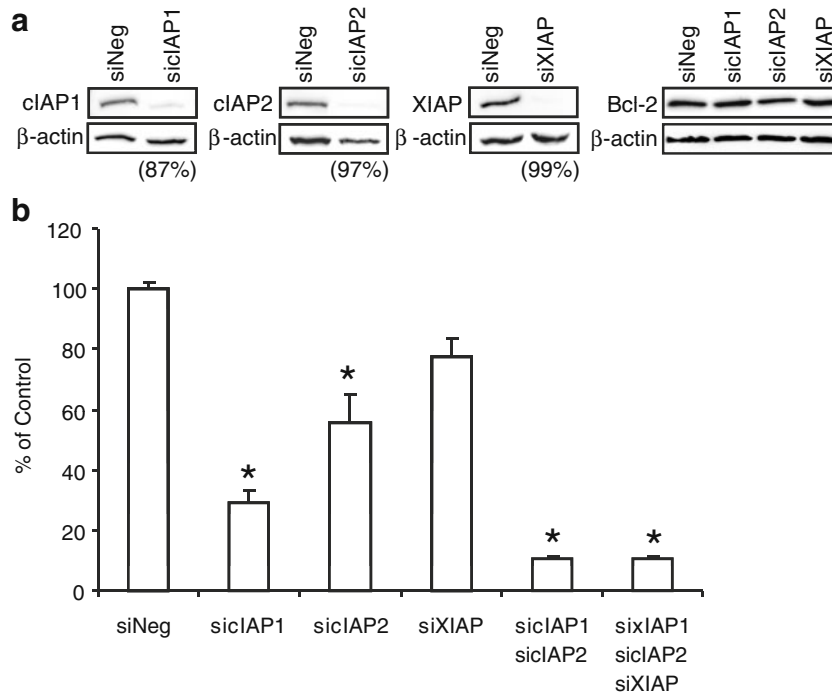 a
siNeg
sicIAP1
cIAP1
β-actin
(87%)
siNeg
sicIAP2
cIAP2
β-actin
(97%)
siNeg
siXIAP
XIAP
β -actin
(99%)
siNeg
sicIAP1
sicIAP2
siXIAP
Bcl-2
β-actin
b
% of Control
120
100
80
60
40
20
0
*
*
*
*
siNeg
sicIAP1
sicIAP2
siXIAP
sicIAP1
sicIAP2
sixIAP1
sicIAP2
siXIAP